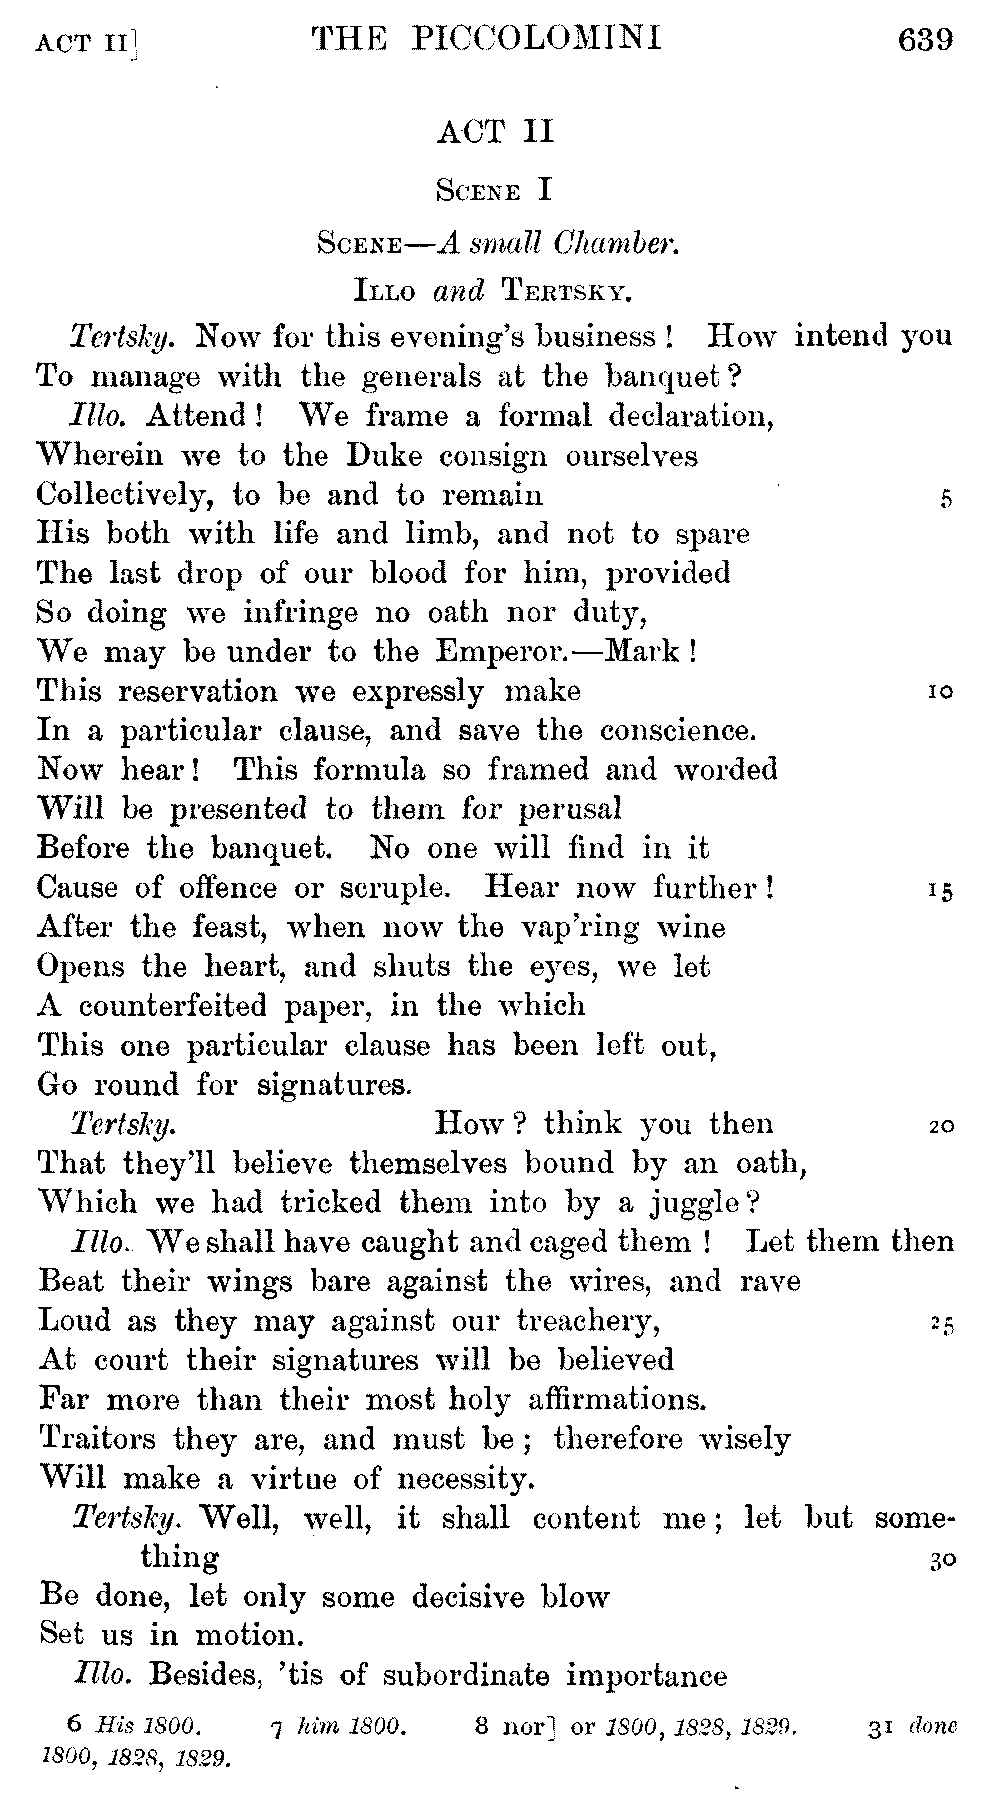 ACT II] THE PICCOLOMINI 639
ACT II
SCENE I
SCENE—A small Chamber.
ILLO and TERTSKY.
Tertsky. Now for this evening's business! How intend you
To manage with the generals at the banquet?
Illo. Attend! We frame a formal declaration,
Wherein we to the Duke consign ourselves
Collectively, to be and to remain 5
His both with life and limb, and not to spare
The last drop of our blood for him, provided
So doing we infringe no oath nor duty,
We may be under to the Emperor.—Mark!
This reservation we expressly make 10
In a particular clause, and save the conscience.
Now hear! This formula so framed and worded
Will be presented to them for perusal
Before the banquet. No one will find in it
Cause of offence or scruple. Hear now further! 15
After the feast, when now the vap'ring wine
Opens the heart, and shuts the eyes, we let
A counterfeited paper, in the which
This one particular clause has been left out,
Go round for signatures.
Tertsky. How? think you then 20
That they'll believe themselves bound by an oath,
Which we had tricked them into by a juggle?
Illo. We shall have caught and caged them! Let them then
Beat their wings bare against the wires, and rave
Loud as they may against our treachery, 25
At court their signatures will be believed
Far more than their most holy affirmations.
Traitors they are, and must be; therefore wisely
Will make a virtue of necessity.
Tertsky. Well, well, it shall content me; let but some-
thing 30
Be done, let only some decisive blow
Set us in motion.
Illo. Besides, 'tis of subordinate importance
6 His 1800. 7 him 1800. 8 nor] or 1800, 1828, 1829. 31 done
1800, 1828, 1829.